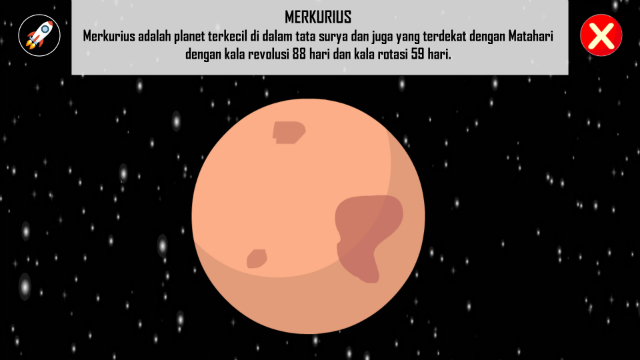 MERKURIUS
Merkurius adalah planet terkecil di dalam tata surya dan juga yang terdekat dengan Matahari
dengan kala revolusi 88 hari dan kala rotasi 59 hari.